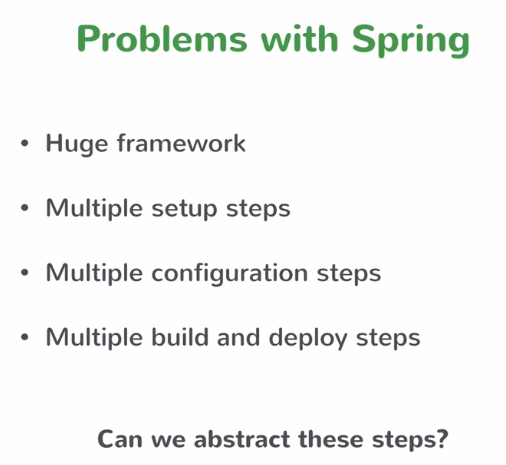 Problems with Spring
• Huge framework
• Multiple setup steps
• Multiple configuration steps
• Multiple build and deploy steps
Can we abstract these steps?